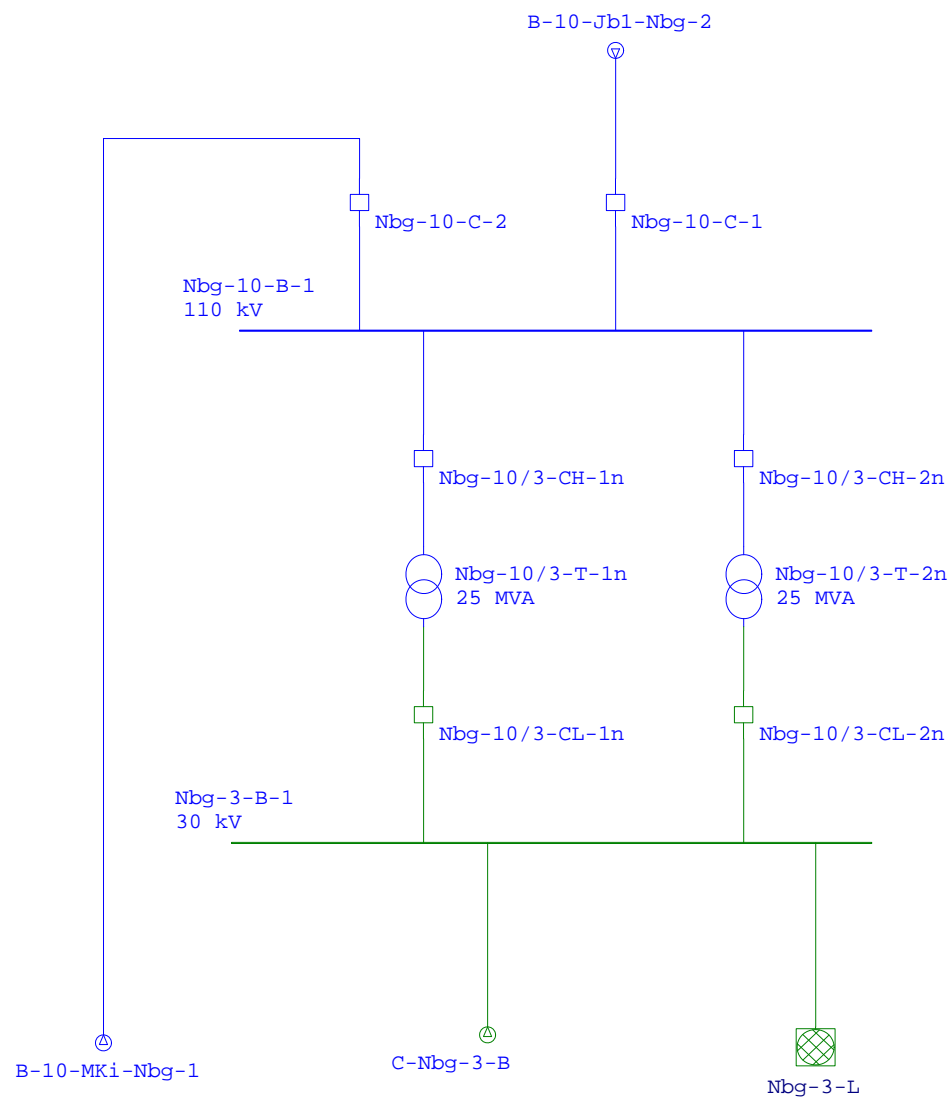 B-10-Jbl-Nbg-2
Nbg-10-C-2
Nbg-10-C-1
Nbg-10-B-1
110 kV
Nbg-10/3-CH-1n
Nbg-10/3-CH-2n
Nbg-10/3-T-1n
25 MVA
Nbg-10/3-T-2n
25 MVA
Nbg-10/3-CL-1n
Nbg-10/3-CL-2n
Nbg-3-B-1
30 kV
B-10-MKi-Nbg-1
C-Nbg-3-B
Nbg-3-L